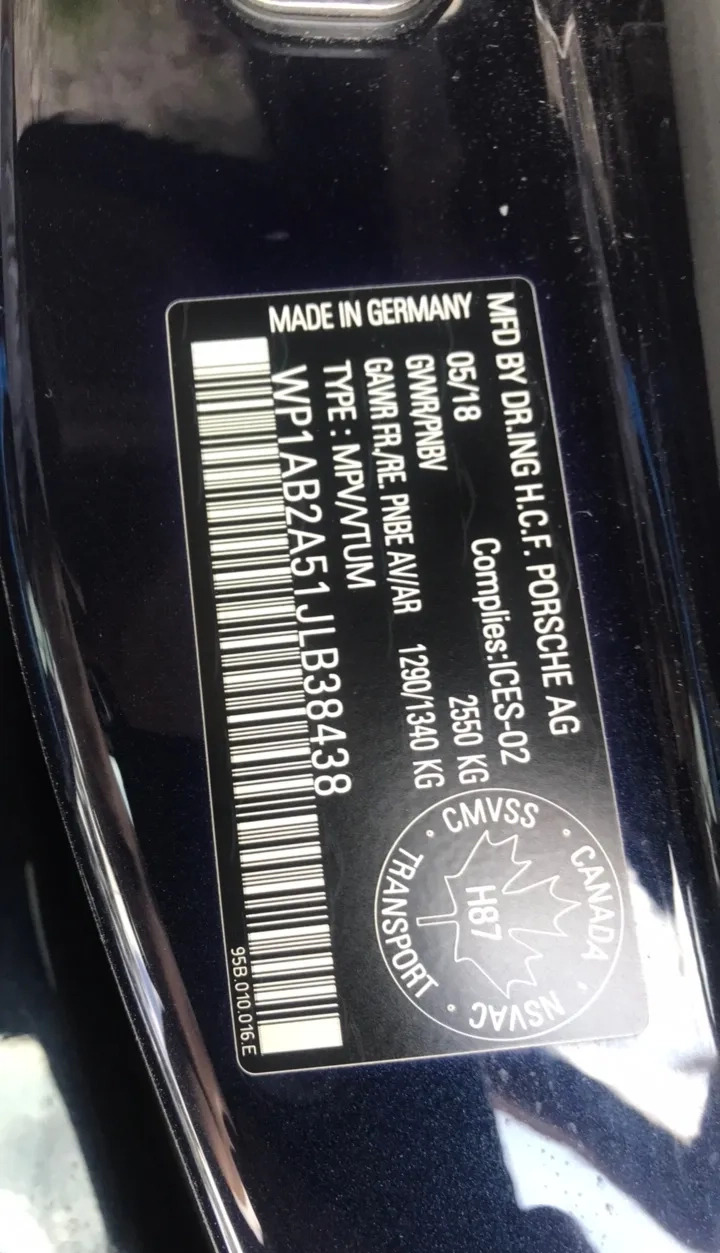 MFD BY DR.ING H.C.F. PORSCHE AG
MADE IN GERMANY
05/18 Complies:ICES-02
GVWR/PNBV 2550 KG
GAWR FR./RE. PNBE AV/AR 1290/1340 KG
TYPE : MPV/VTUM
WP1AB2A51JLB38438
95B.010.016.E
CMVSS · CANADA · NSVAC · TRANSPORT ·
H87